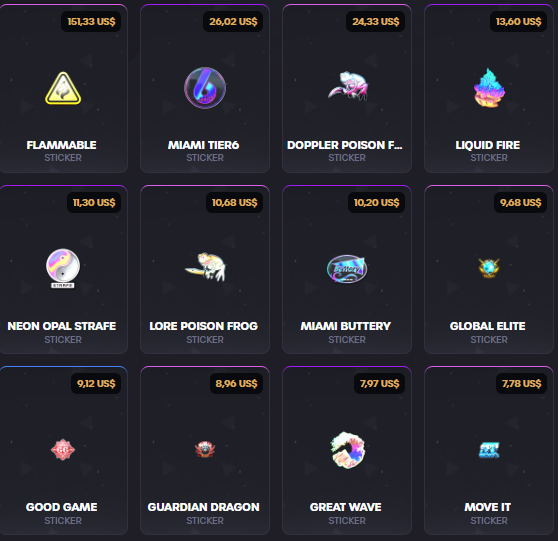 151,33 US$
FLAMMABLE
STICKER
26,02 US$
MIAMI TIER6
STICKER
24,33 US$
DOPPLER POISON F...
STICKER
13,60 US$
LIQUID FIRE
STICKER
11,30 US$
STRAFE
NEON OPAL STRAFE
STICKER
10,68 US$
LORE POISON FROG
STICKER
10,20 US$
Buttery
MIAMI BUTTERY
STICKER
9,68 US$
GLOBAL ELITE
STICKER
9,12 US$
GG
GOOD GAME
STICKER
8,96 US$
GUARDIAN DRAGON
STICKER
7,97 US$
GREAT WAVE
STICKER
7,78 US$
MOVE IT
STICKER